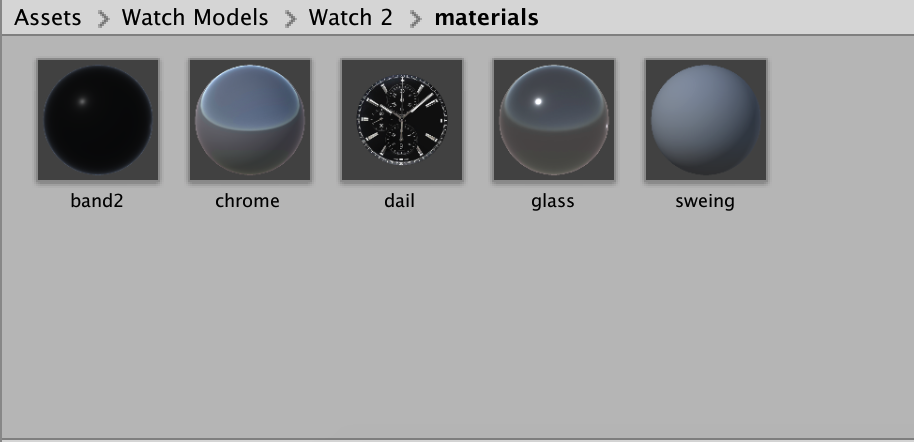 Assets > Watch Models > Watch 2 > materials
band2 chrome dail glass sweing